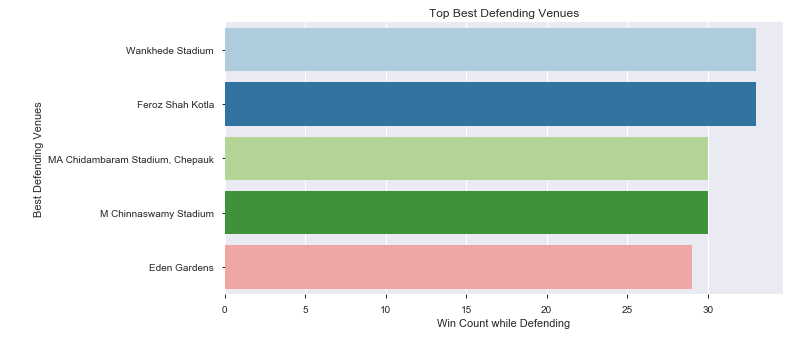 Top Best Defending Venues
Best Defending Venues
Wankhede Stadium
Feroz Shah Kotla
MA Chidambaram Stadium, Chepauk
M Chinnaswamy Stadium
Eden Gardens
0 5 10 15 20 25 30
Win Count while Defending